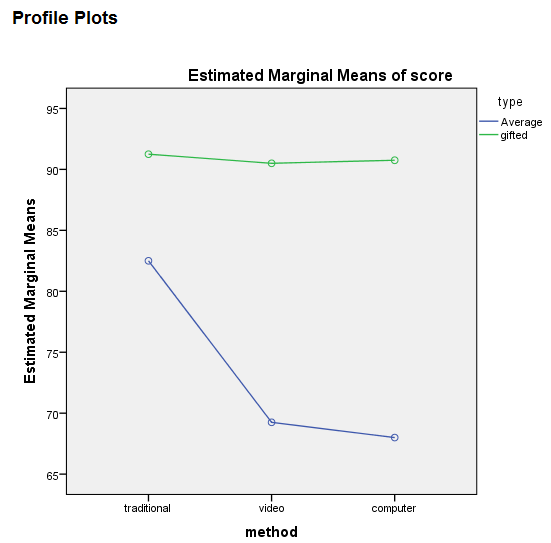 Profile Plots
Estimated Marginal Means of score
type
Average
gifted
95
90
85
80
75
70
65
Estimated Marginal Means
traditional
video
computer
method